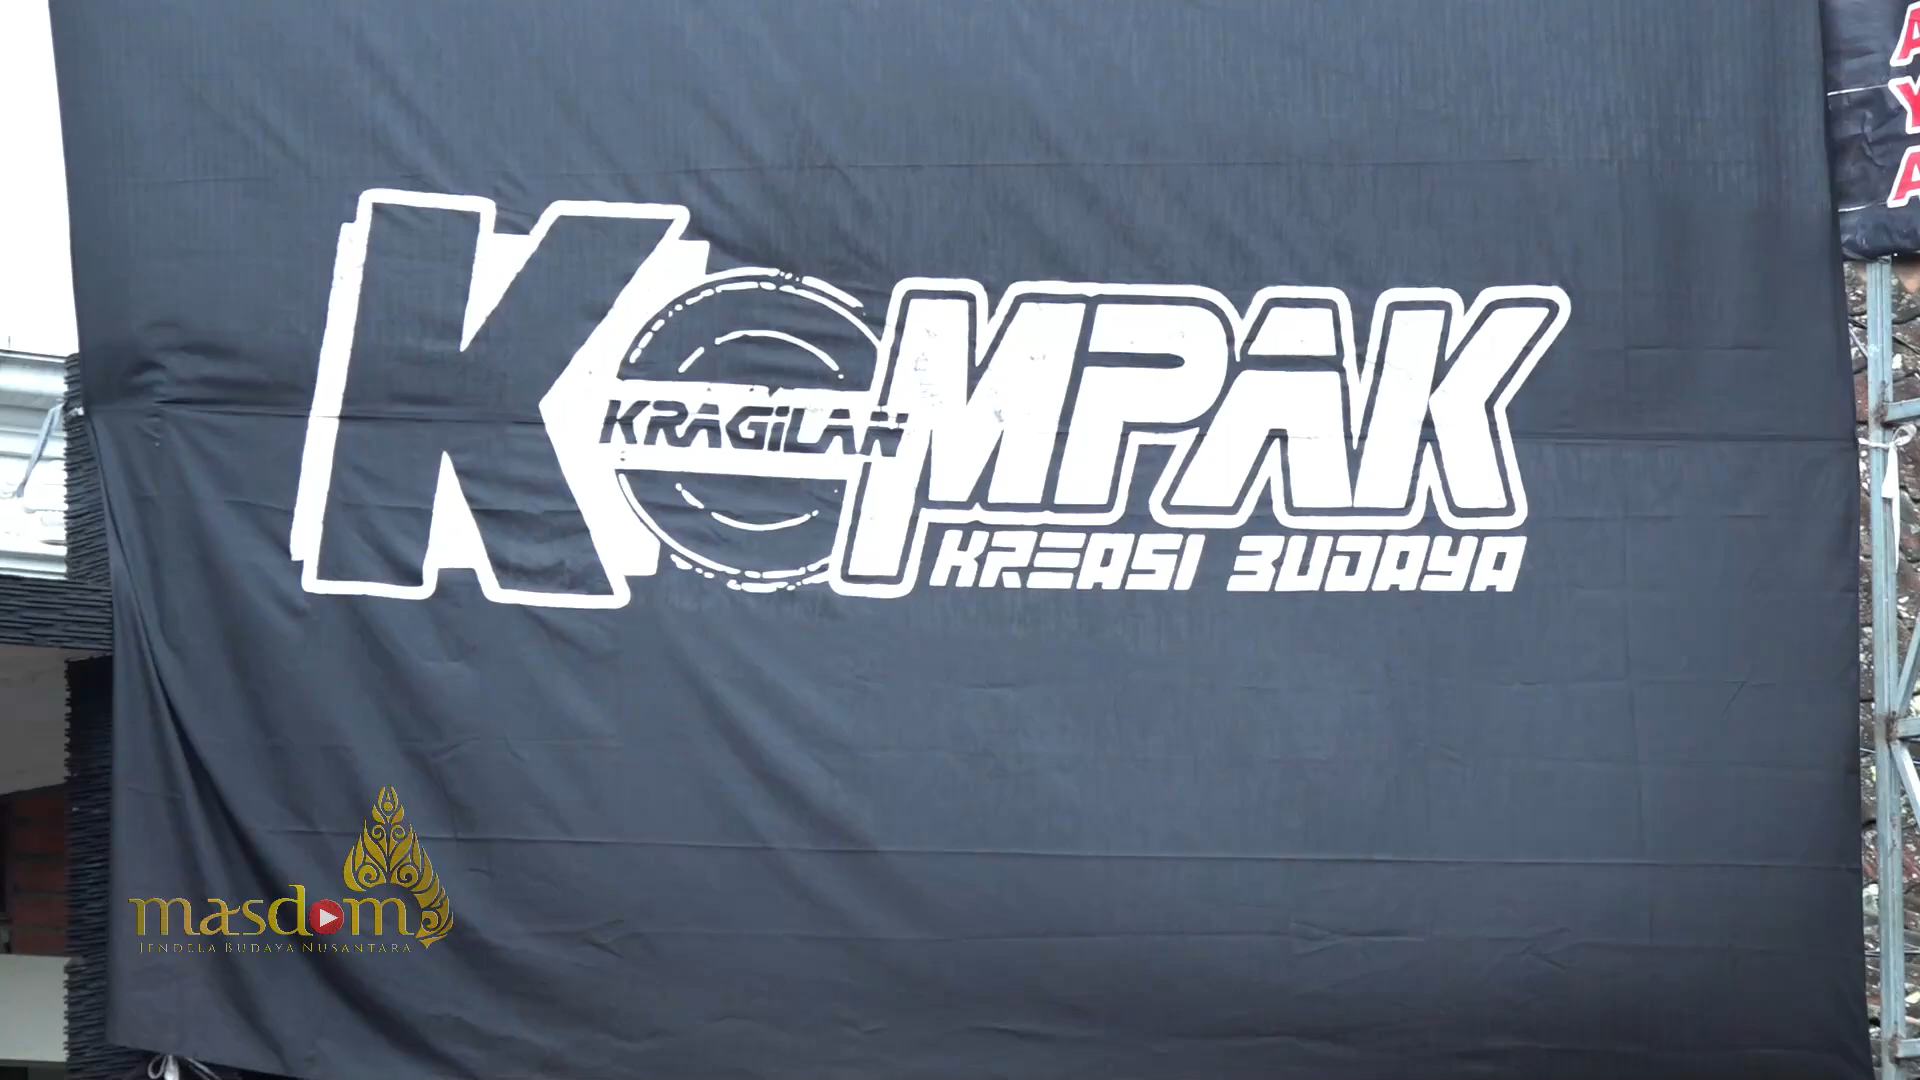 KOMPAK
KRAGiLAN
KREASI BUDAYA
A
Y
A
masdom
JENDELA BUDAYA NUSANTARA